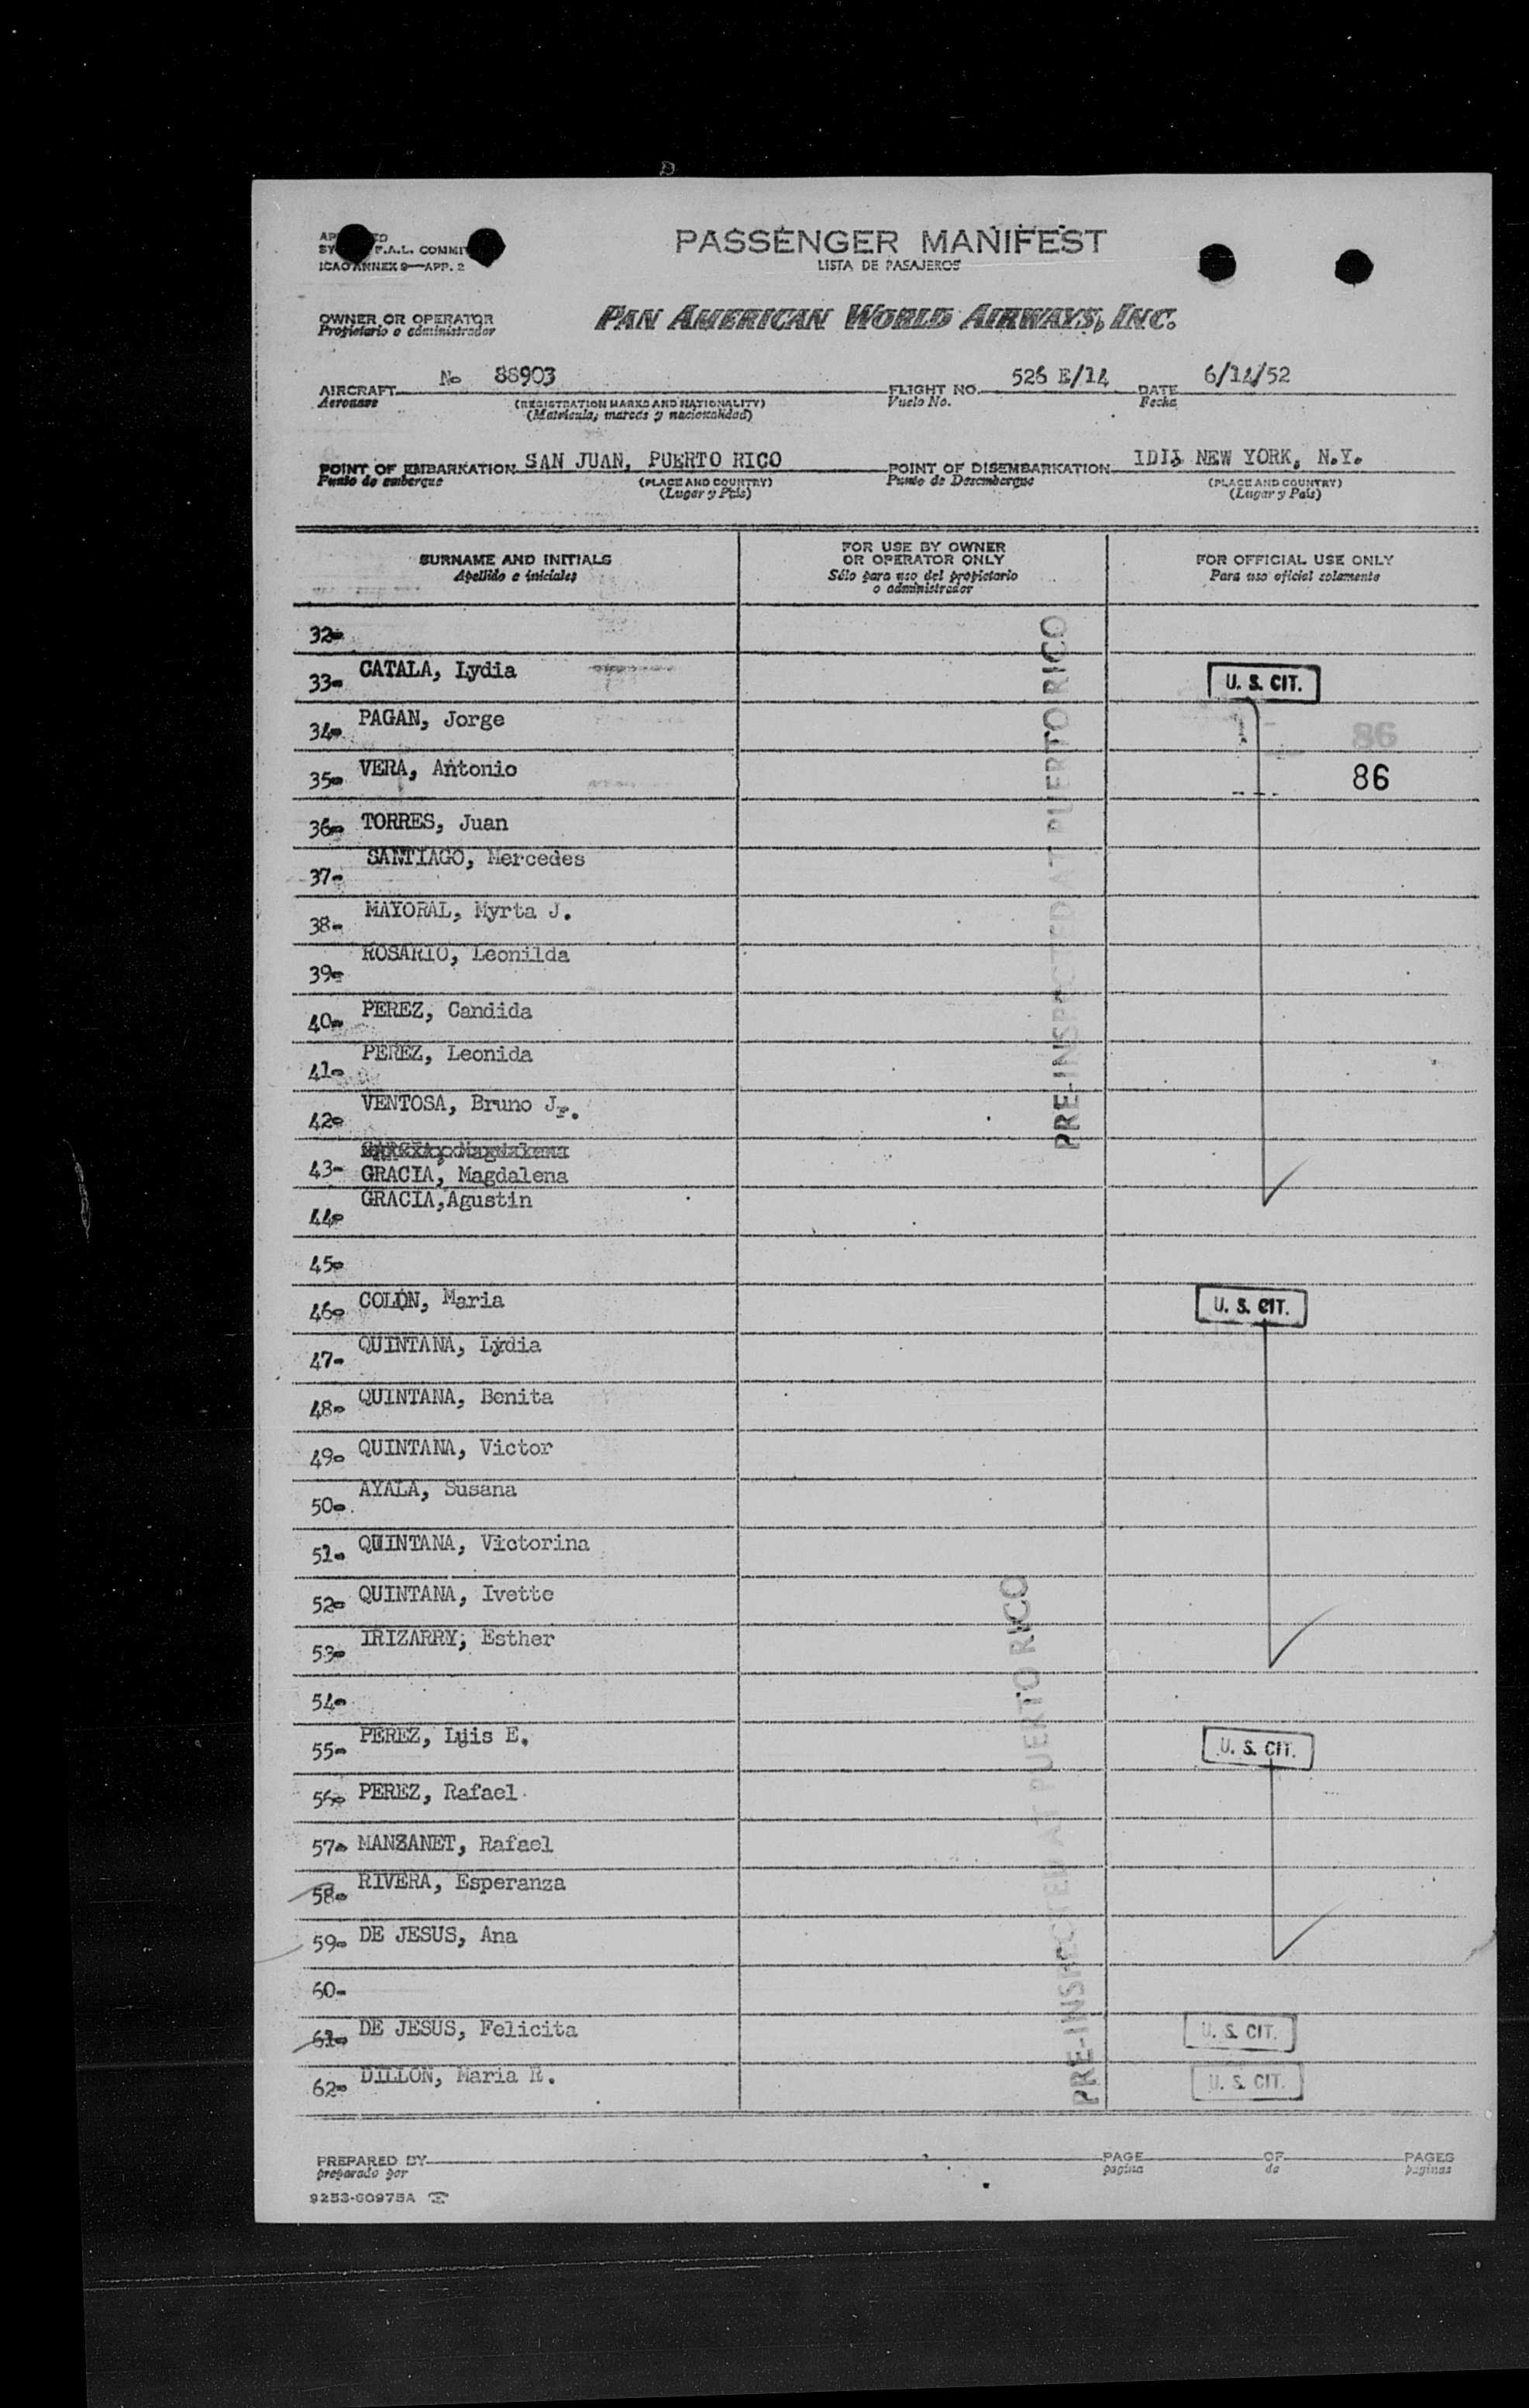 PASSENGER MANIFEST
LISTA DE PASAJEROS
F.A.L. COMMIT
ICAO ANNEX 9—APP. 2
OWNER OR OPERATOR
Propietario o administrador
PAN AMERICAN WORLD AIRWAYS, INC.
AIRCRAFT No 88903 FLIGHT NO. 526 E/14 DATE 6/14/52
Aeronave (REGISTRATION MARKS AND NATIONALITY) Vuelo No. Fecha
(Matrícula, marcas y nacionalidad)
POINT OF EMBARKATION SAN JUAN, PUERTO RICO POINT OF DISEMBARKATION NEW YORK, N.Y.
Punto de embarque (PLACE AND COUNTRY) Punto de Desembarque (PLACE AND COUNTRY)
(Lugar y País) (Lugar y País)
SURNAME AND INITIALS
Apellido e iniciales
FOR USE BY OWNER
OR OPERATOR ONLY
Sólo para uso del propietario
o administrador
FOR OFFICIAL USE ONLY
Para uso oficial solamente
32-
33- CATALA, Lydia U. S. CIT.
34- PAGAN, Jorge 86
35- VERA, Antonio 86
36- TORRES, Juan
37- SANTIAGO, Mercedes
38- MAYORAL, Myrta J.
39- ROSARIO, Leonilda
40- PEREZ, Candida
41- PEREZ, Leonida
42- VENTOSA, Bruno Jr.
43- GRACIA, Magdalena
44- GRACIA,Agustin
45-
46- COLON, Maria U. S. CIT.
47- QUINTANA, Lydia
48- QUINTANA, Benita
49- QUINTANA, Victor
50- AYALA, Susana
51- QUINTANA, Victorina
52- QUINTANA, Ivette
53- IRIZARRY, Esther
54-
55- PEREZ, Luis E. U. S. CIT.
56- PEREZ, Rafael
57- MANZANET, Rafael
58- RIVERA, Esperanza
59- DE JESUS, Ana
60-
61- DE JESUS, Felicita U. S. CIT.
62- DILLON, Maria R. U. S. CIT.
PRE-INSPECTED AT PUERTO RICO
PRE-INSPECTED AT PUERTO RICO
PREPARED BY PAGE OF PAGES
preparado por pagina de paginas
9253-60975A